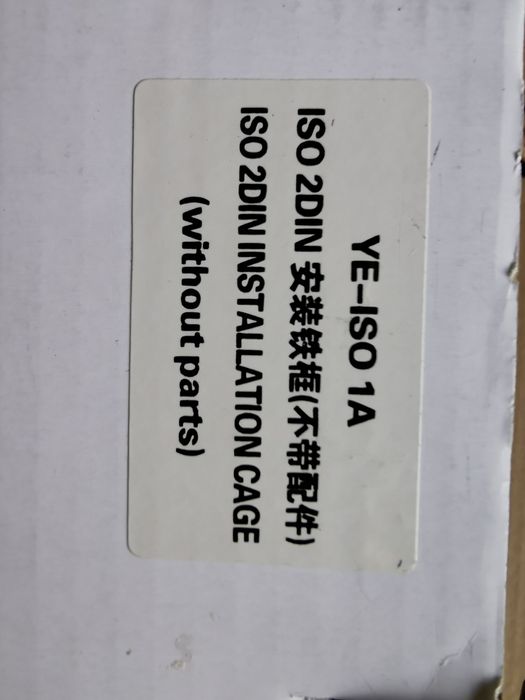 YE-ISO 1A
ISO 2DIN 安装铁框(不带配件)
ISO 2DIN INSTALLATION CAGE
(without parts)